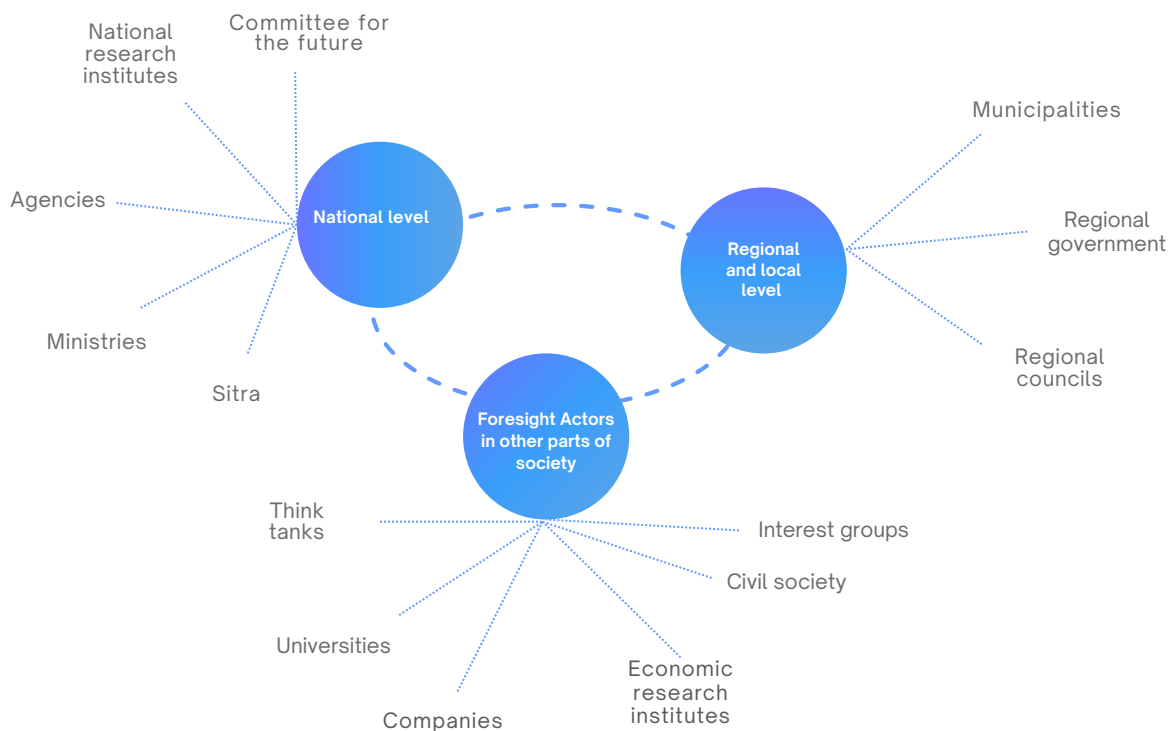 Committee for
the future
National
research
institutes
Agencies
Ministries
Sitra
National level
Municipalities
Regional
government
Regional
councils
Regional
and local
level
Foresight Actors
in other parts of
society
Think
tanks
Universities
Companies
Economic
research
institutes
Civil society
Interest groups